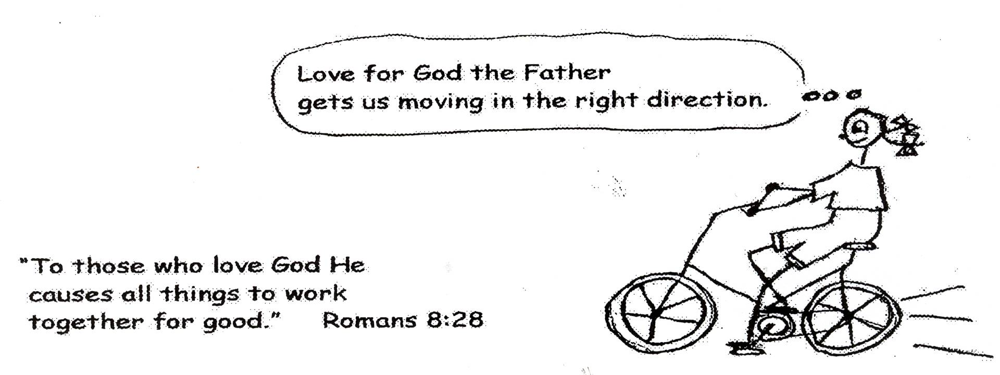 Love for God the Father
gets us moving in the right direction.
"To those who love God He
causes all things to work
together for good."    Romans 8:28